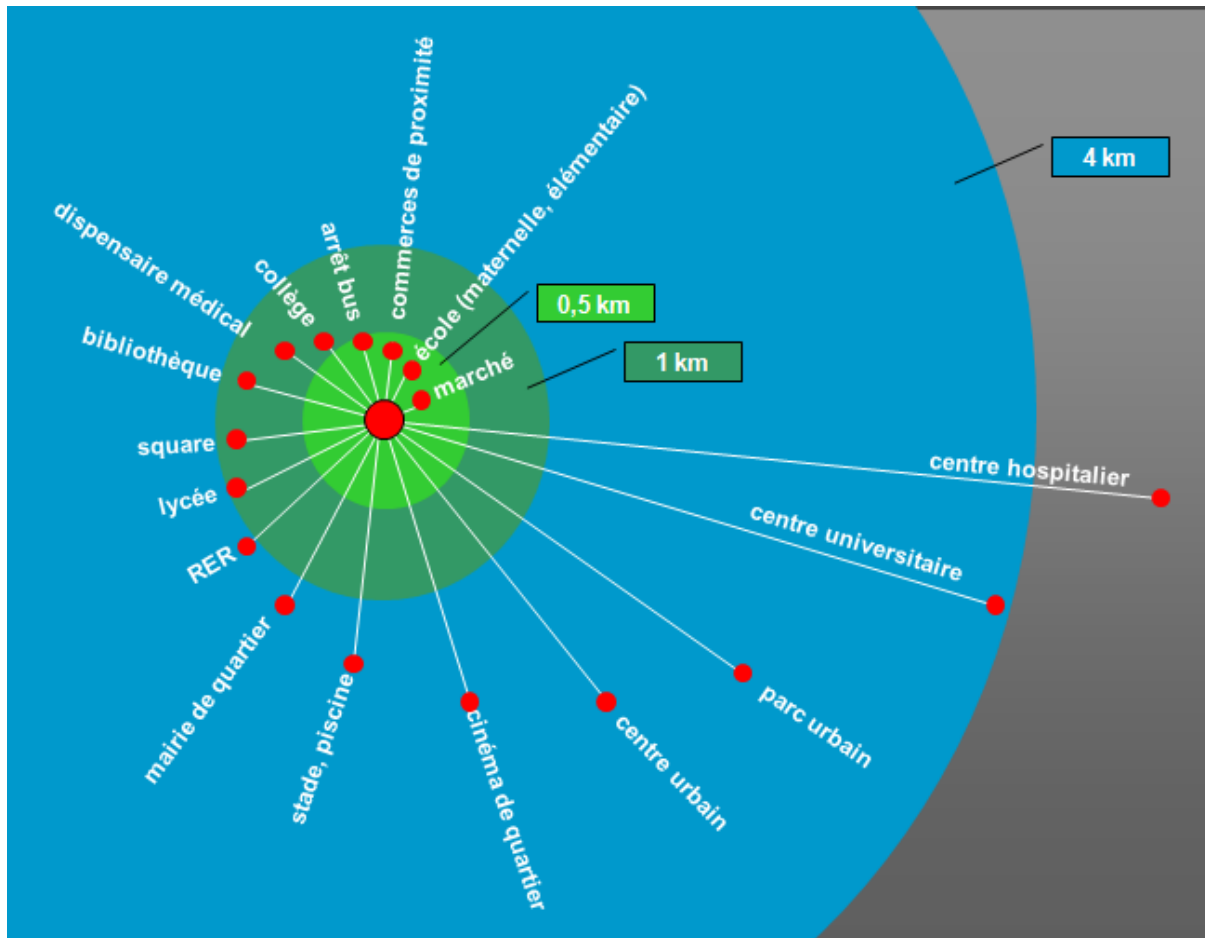 commerces de proximité
école (maternelle, élémentaire)
4 km
dispensaire médical
arrêt bus
collège
0,5 km
bibliothèque
1 km
marché
square
centre hospitalier
lycée
centre universitaire
RER
mairie de quartier
stade, piscine
cinéma de quartier
centre urbain
parc urbain